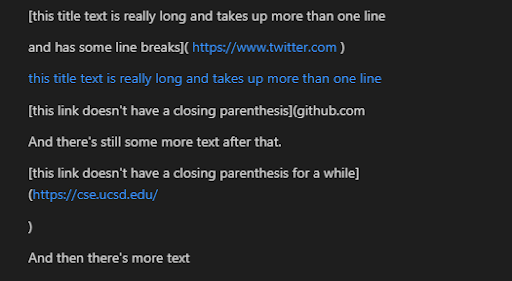 [this title text is really long and takes up more than one line
and has some line breaks]( https://www.twitter.com )
this title text is really long and takes up more than one line
[this link doesn't have a closing parenthesis](github.com
And there's still some more text after that.
[this link doesn't have a closing parenthesis for a while]
(https://cse.ucsd.edu/
)
And then there's more text